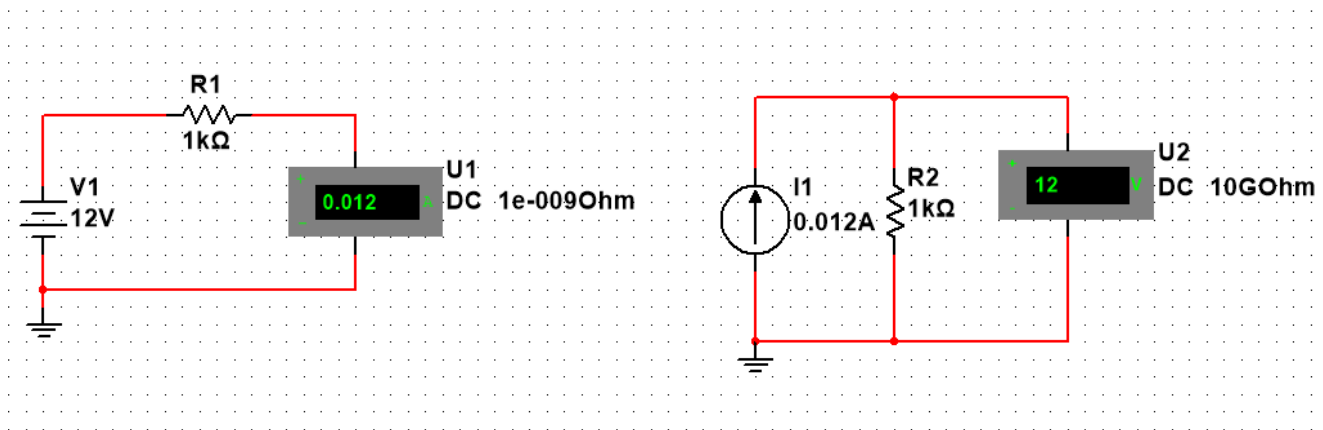 R1
1kΩ
V1
12V
+
0.012 A
-
U1
DC 1e-009Ohm
I1
0.012A
R2
1kΩ
+
12 V
-
U2
DC 10GOhm